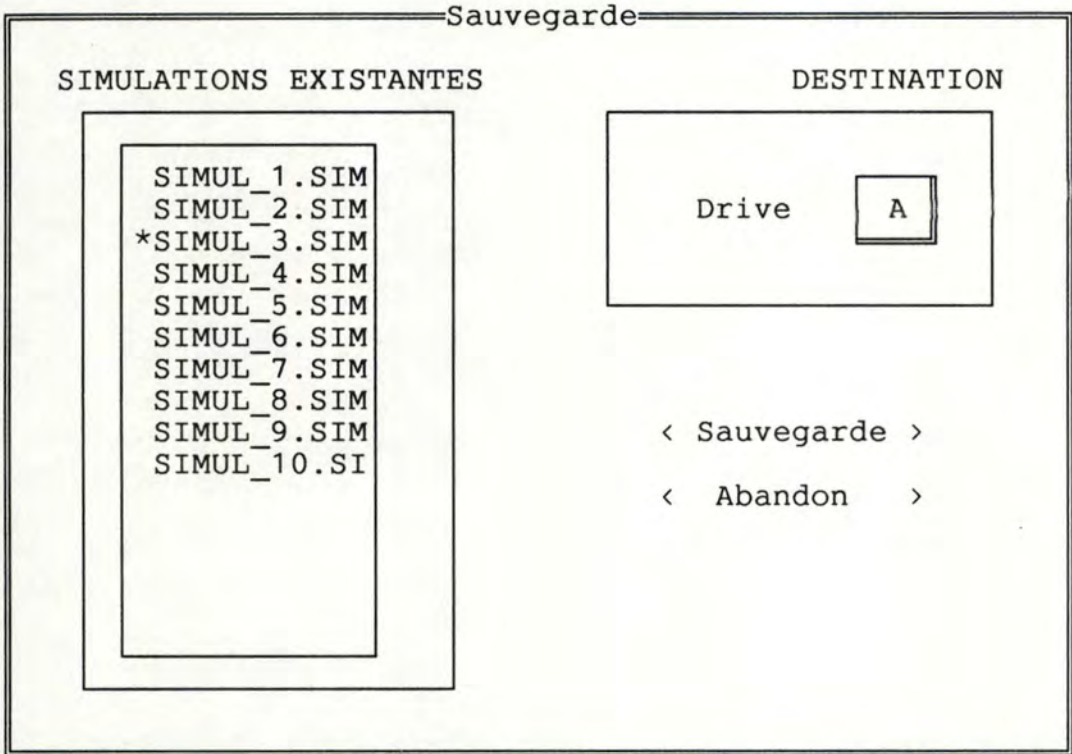 Sauvegarde
SIMULATIONS EXISTANTES
SIMUL_1.SIM
SIMUL_2.SIM
*SIMUL_3.SIM
SIMUL_4.SIM
SIMUL_5.SIM
SIMUL_6.SIM
SIMUL_7.SIM
SIMUL_8.SIM
SIMUL_9.SIM
SIMUL_10.SI
DESTINATION
Drive A
< Sauvegarde >
< Abandon >